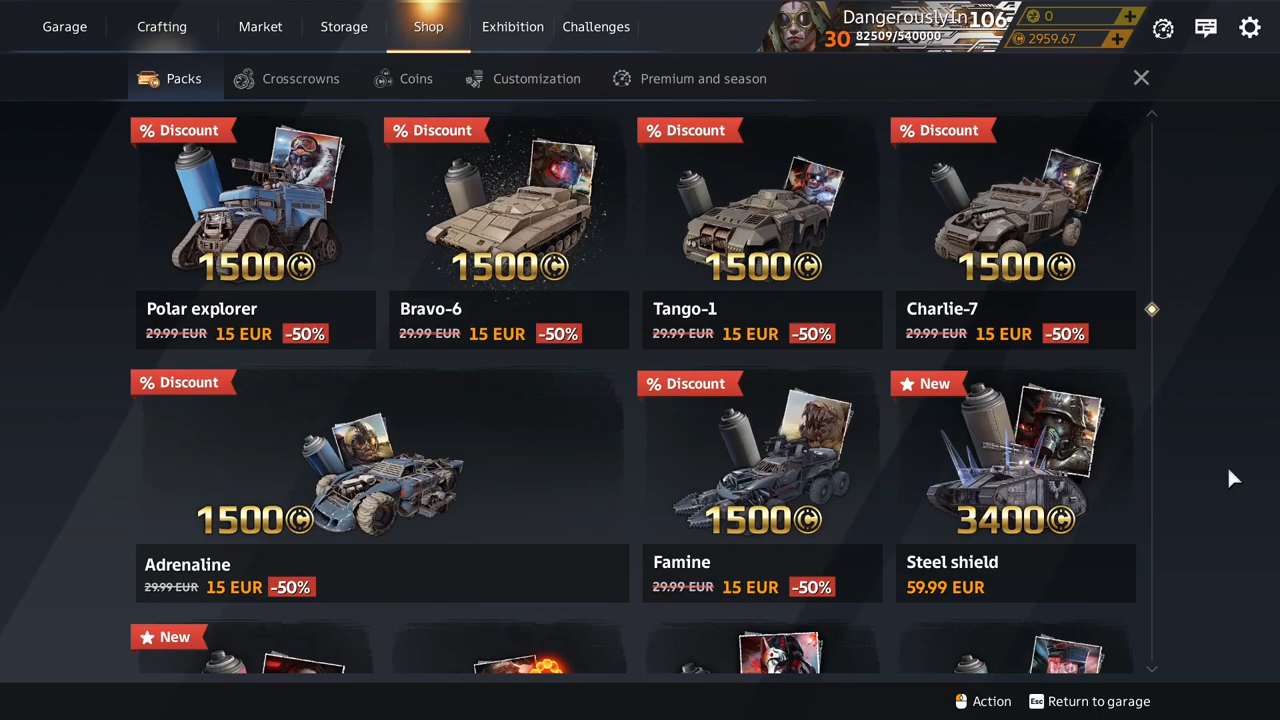 Garage
Crafting
Market
Storage
Shop
Exhibition
Challenges
DangerouslyIn106
30 82509/540000
0
2959.67
Packs
Crosscrowns
Coins
Customization
Premium and season
% Discount
% Discount
% Discount
% Discount
1500
1500
1500
1500
Polar explorer
29.99 EUR 15 EUR -50%
Bravo-6
29.99 EUR 15 EUR -50%
Tango-1
29.99 EUR 15 EUR -50%
Charlie-7
29.99 EUR 15 EUR -50%
% Discount
% Discount
New
1500
1500
3400
Adrenaline
29.99 EUR 15 EUR -50%
Famine
29.99 EUR 15 EUR -50%
Steel shield
59.99 EUR
New
Action
Esc Return to garage